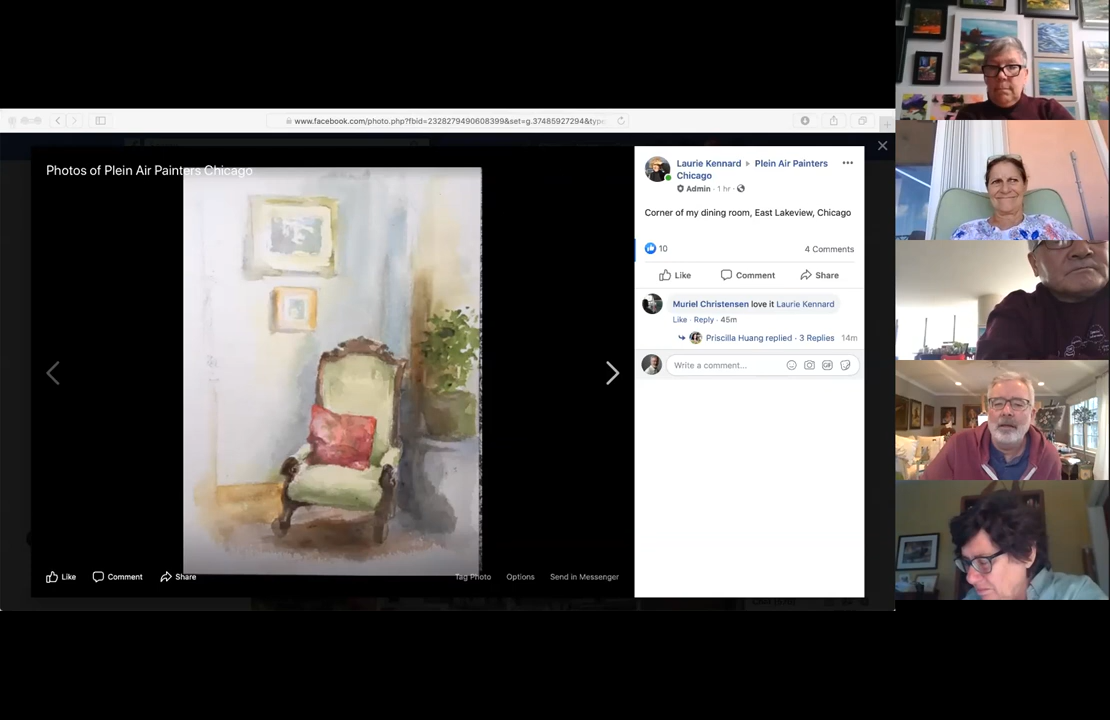 www.facebook.com/photo.php?fbid=2328279490608399&set=g.37485927294&type
Photos of Plein Air Painters Chicago
Laurie Kennard ▸ Plein Air Painters
Chicago
Admin · 1 hr ·
Corner of my dining room, East Lakeview, Chicago
10
4 Comments
Like Comment Share
Muriel Christensen love it Laurie Kennard
Like · Reply · 45m
Priscilla Huang replied · 3 Replies 14m
Write a comment...
GIF
Like Comment Share
Tag Photo Options Send in Messenger